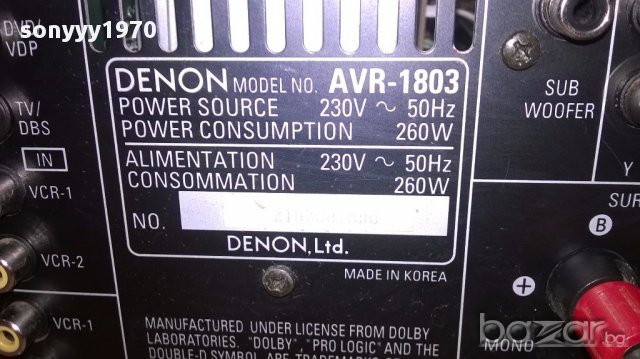 sonyyy1970
DVD/
VDP
DENON MODEL NO. AVR-1803
POWER SOURCE 230V ~ 50Hz
POWER CONSUMPTION 260W
ALIMENTATION 230V ~ 50Hz
CONSOMMATION 260W
NO.
DENON, Ltd.
MADE IN KOREA
MANUFACTURED UNDER LICENSE FROM DOLBY
LABORATORIES. "DOLBY", "PRO LOGIC" AND THE
DOUBLE-D SYMBOL ARE TRADEMARKS OF
TV/
DBS
IN
VCR-1
VCR-2
VCR-1
SUB
WOOFER
Y
SUR
B
+
MONO
bazar.bg